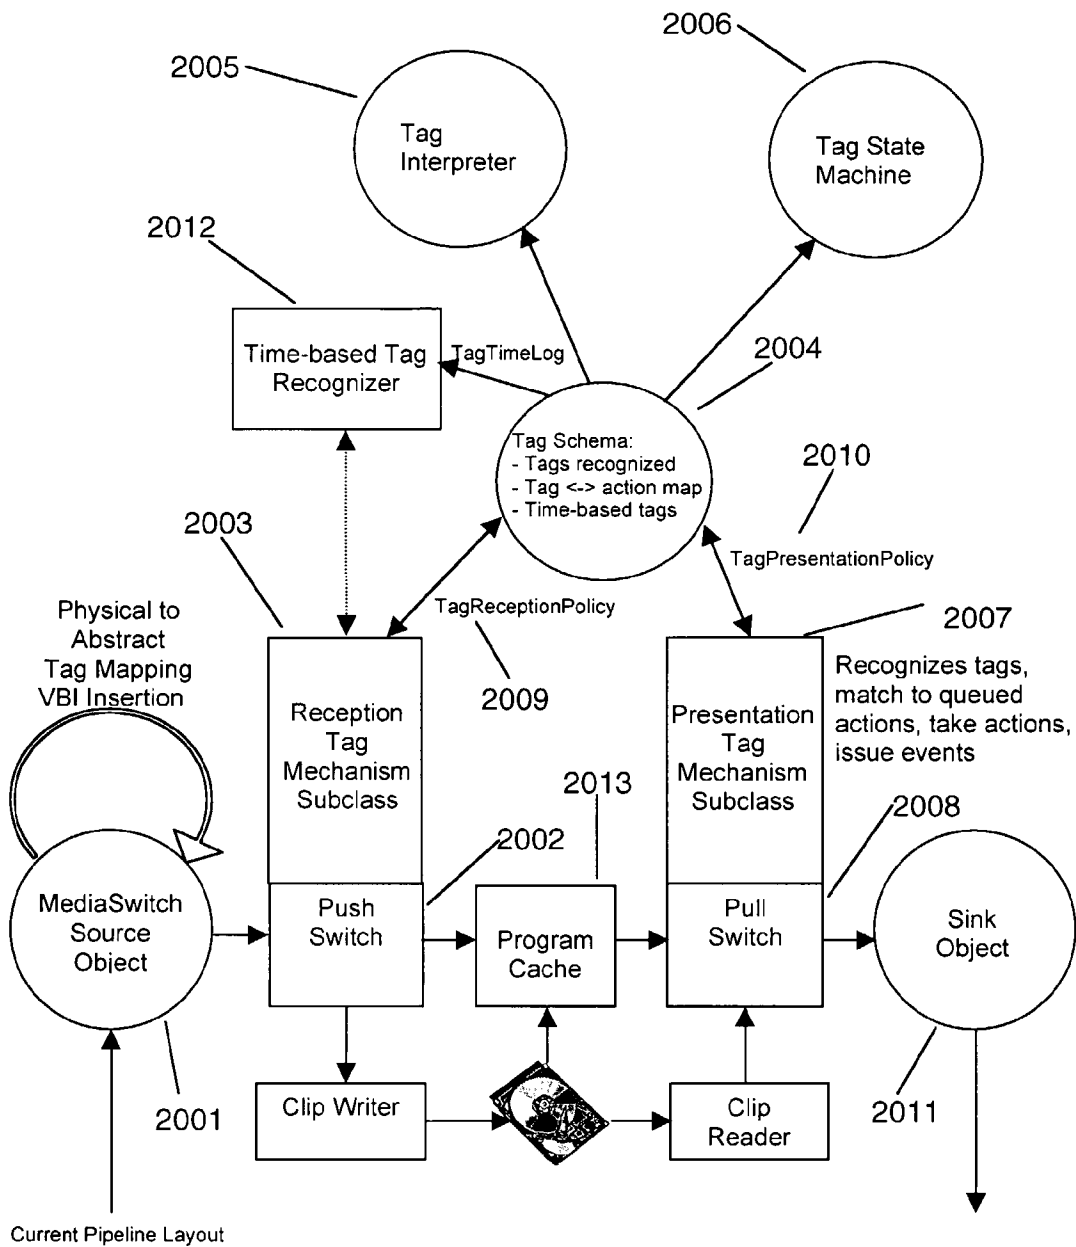 2006
2005
Tag
Interpreter
Tag State
Machine
2012
Time-based Tag
Recognizer
TagTimeLog
2004
Tag Schema:
- Tags recognized
- Tag <-> action map
- Time-based tags
2010
2003
TagPresentationPolicy
TagReceptionPolicy
Physical to
Abstract
Tag Mapping
VBI Insertion
2007
2009
Recognizes tags,
match to queued
actions, take actions,
issue events
Reception
Tag
Mechanism
Subclass
Presentation
Tag
Mechanism
Subclass
2013
2002
2008
MediaSwitch
Source
Object
Push
Switch
Program
Cache
Pull
Switch
Sink
Object
2001
Clip Writer
Clip
Reader
2011
Current Pipeline Layout